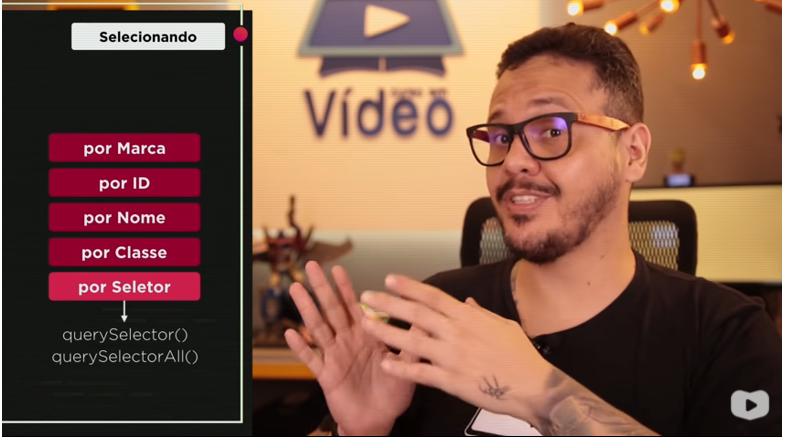 Selecionando
por Marca
por ID
por Nome
por Classe
por Seletor
querySelector()
querySelectorAll()
Vídeo